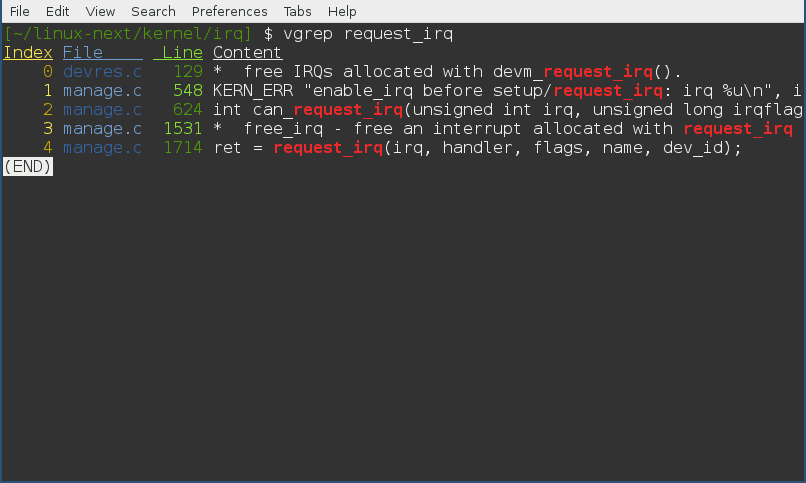 File Edit View Search Preferences Tabs Help
[~/linux-next/kernel/irq] $ vgrep request_irq
Index File Line Content
0 devres.c 129 *  free IRQs allocated with devm_request_irq().
1 manage.c 548 KERN_ERR "enable_irq before setup/request_irq: irq %u\n", i
2 manage.c 624 int can_request_irq(unsigned int irq, unsigned long irqflag
3 manage.c 1531 *  free_irq - free an interrupt allocated with request_irq
4 manage.c 1714 ret = request_irq(irq, handler, flags, name, dev_id);
(END)